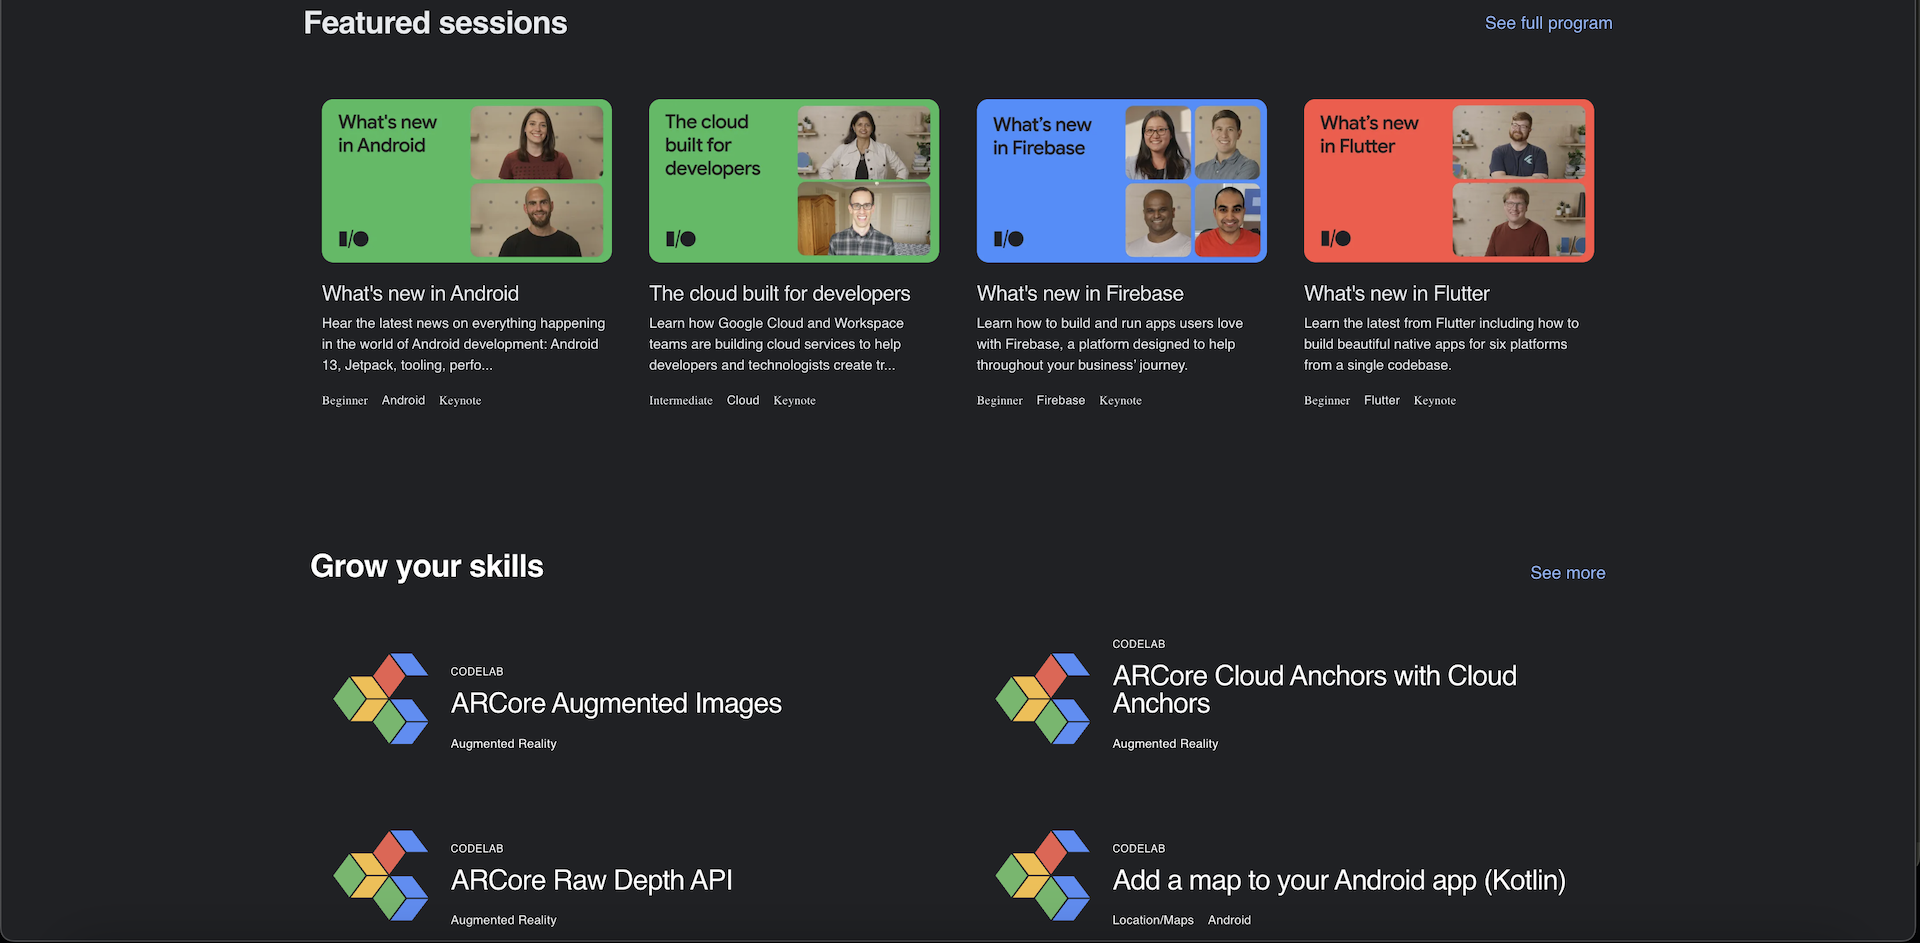 Featured sessions
See full program
What's new
in Android
I/O
The cloud
built for
developers
I/O
What's new
in Firebase
I/O
What's new
in Flutter
I/O
What's new in Android
Hear the latest news on everything happening
in the world of Android development: Android
13, Jetpack, tooling, perfo...
Beginner Android Keynote
The cloud built for developers
Learn how Google Cloud and Workspace
teams are building cloud services to help
developers and technologists create tr...
Intermediate Cloud Keynote
What's new in Firebase
Learn how to build and run apps users love
with Firebase, a platform designed to help
throughout your business' journey.
Beginner Firebase Keynote
What's new in Flutter
Learn the latest from Flutter including how to
build beautiful native apps for six platforms
from a single codebase.
Beginner Flutter Keynote
Grow your skills
See more
CODELAB
ARCore Augmented Images
Augmented Reality
CODELAB
ARCore Cloud Anchors with Cloud
Anchors
Augmented Reality
CODELAB
ARCore Raw Depth API
Augmented Reality
CODELAB
Add a map to your Android app (Kotlin)
Location/Maps Android